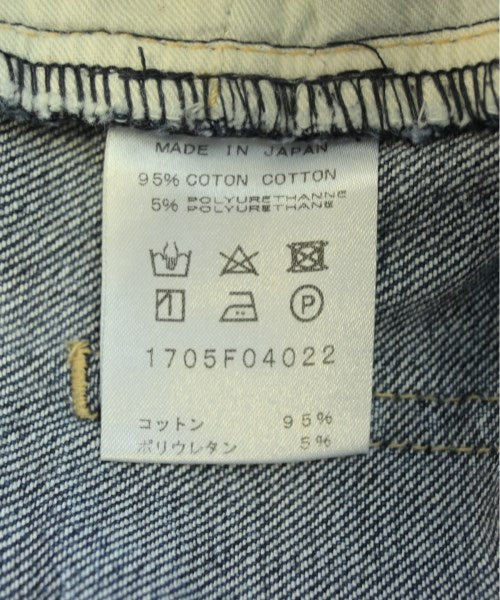 MADE IN JAPAN
95% COTON COTTON
5% POLYURETHANNE
POLYURETHANE
P
1705F04022
コットン 95%
ポリウレタン 5%